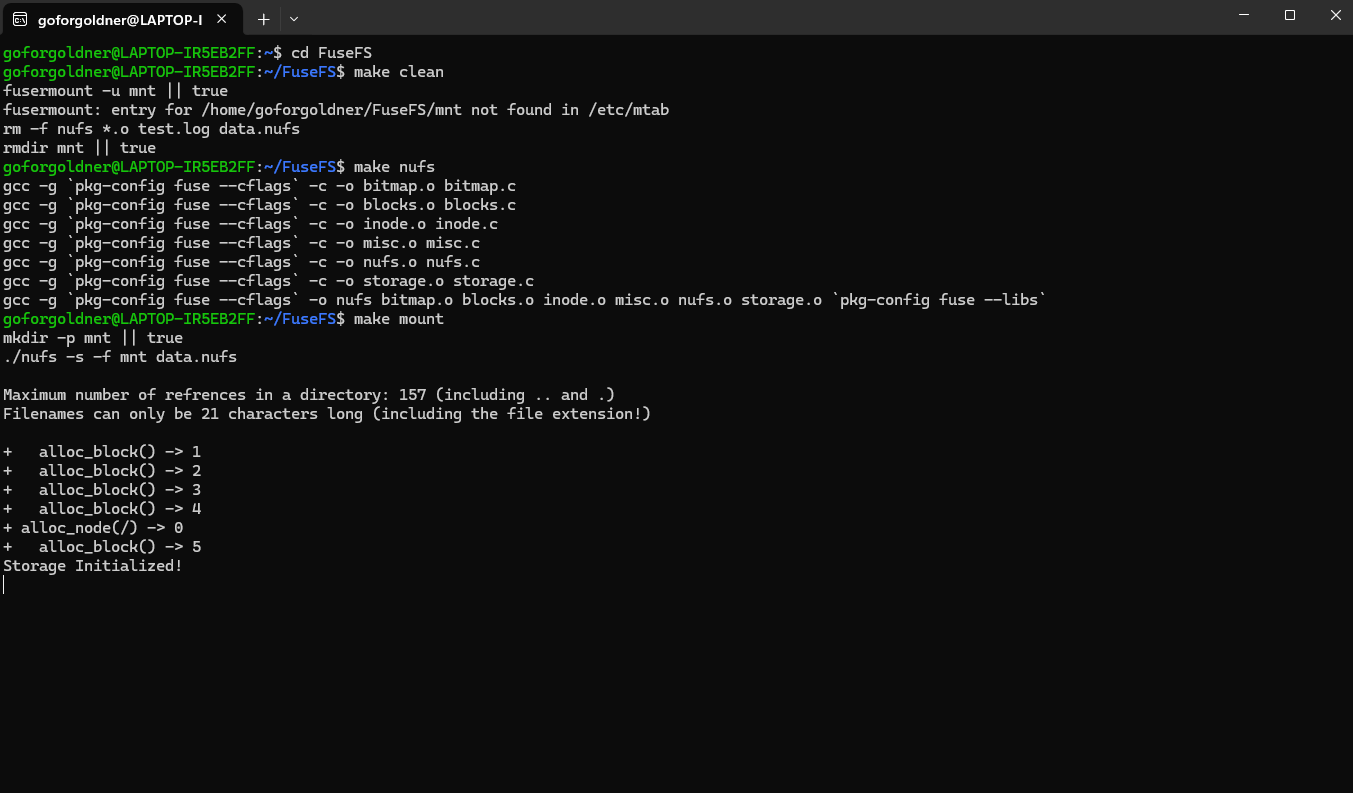 goforgoldner@LAPTOP-I
goforgoldner@LAPTOP-IR5EB2FF:~$ cd FuseFS
goforgoldner@LAPTOP-IR5EB2FF:~/FuseFS$ make clean
fusermount -u mnt || true
fusermount: entry for /home/goforgoldner/FuseFS/mnt not found in /etc/mtab
rm -f nufs *.o test.log data.nufs
rmdir mnt || true
goforgoldner@LAPTOP-IR5EB2FF:~/FuseFS$ make nufs
gcc -g `pkg-config fuse --cflags` -c -o bitmap.o bitmap.c
gcc -g `pkg-config fuse --cflags` -c -o blocks.o blocks.c
gcc -g `pkg-config fuse --cflags` -c -o inode.o inode.c
gcc -g `pkg-config fuse --cflags` -c -o misc.o misc.c
gcc -g `pkg-config fuse --cflags` -c -o nufs.o nufs.c
gcc -g `pkg-config fuse --cflags` -c -o storage.o storage.c
gcc -g `pkg-config fuse --cflags` -o nufs bitmap.o blocks.o inode.o misc.o nufs.o storage.o `pkg-config fuse --libs`
goforgoldner@LAPTOP-IR5EB2FF:~/FuseFS$ make mount
mkdir -p mnt || true
./nufs -s -f mnt data.nufs

Maximum number of refrences in a directory: 157 (including .. and .)
Filenames can only be 21 characters long (including the file extension!)

+   alloc_block() -> 1
+   alloc_block() -> 2
+   alloc_block() -> 3
+   alloc_block() -> 4
+ alloc_node(/) -> 0
+   alloc_block() -> 5
Storage Initialized!